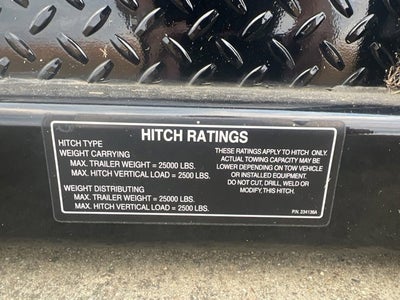 HITCH RATINGS
HITCH TYPE
WEIGHT CARRYING
MAX. TRAILER WEIGHT = 25000 LBS.
MAX. HITCH VERTICAL LOAD = 2500 LBS.
WEIGHT DISTRIBUTING
MAX. TRAILER WEIGHT = 25000 LBS.
MAX. HITCH VERTICAL LOAD = 2500 LBS.
THESE RATINGS APPLY TO HITCH ONLY.
ACTUAL TOWING CAPACITY MAY BE
LOWER DEPENDING ON TOW VEHICLE
OR INSTALLED EQUIPMENT.
DO NOT CUT, DRILL, WELD OR
MODIFY, THIS HITCH.